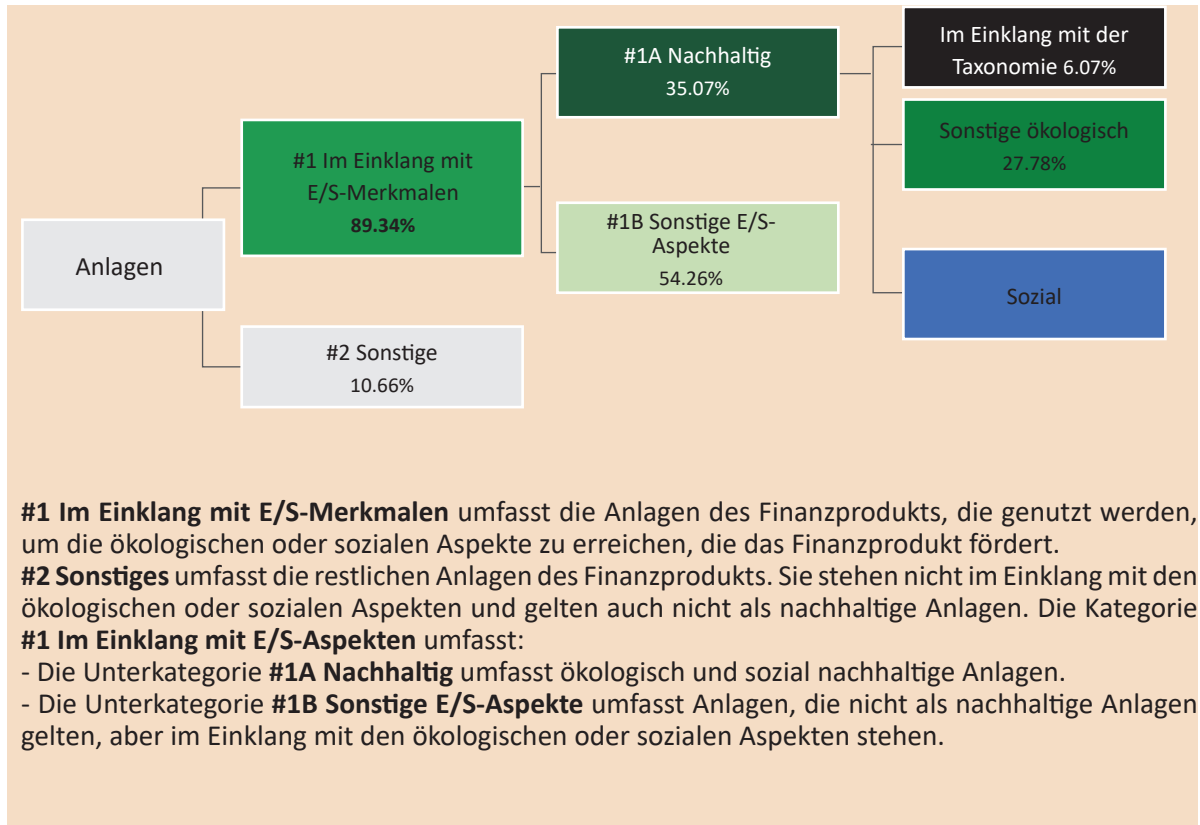 Anlagen
#1 Im Einklang mit
E/S-Merkmalen
89.34%
#2 Sonstige
10.66%
#1A Nachhaltig
35.07%
#1B Sonstige E/S-
Aspekte
54.26%
Im Einklang mit der
Taxonomie 6.07%
Sonstige ökologisch
27.78%
Sozial
#1 Im Einklang mit E/S-Merkmalen umfasst die Anlagen des Finanzprodukts, die genutzt werden,
um die ökologischen oder sozialen Aspekte zu erreichen, die das Finanzprodukt fördert.
#2 Sonstiges umfasst die restlichen Anlagen des Finanzprodukts. Sie stehen nicht im Einklang mit den
ökologischen oder sozialen Aspekten und gelten auch nicht als nachhaltige Anlagen. Die Kategorie
#1 Im Einklang mit E/S-Aspekten umfasst:
- Die Unterkategorie #1A Nachhaltig umfasst ökologisch und sozial nachhaltige Anlagen.
- Die Unterkategorie #1B Sonstige E/S-Aspekte umfasst Anlagen, die nicht als nachhaltige Anlagen
gelten, aber im Einklang mit den ökologischen oder sozialen Aspekten stehen.